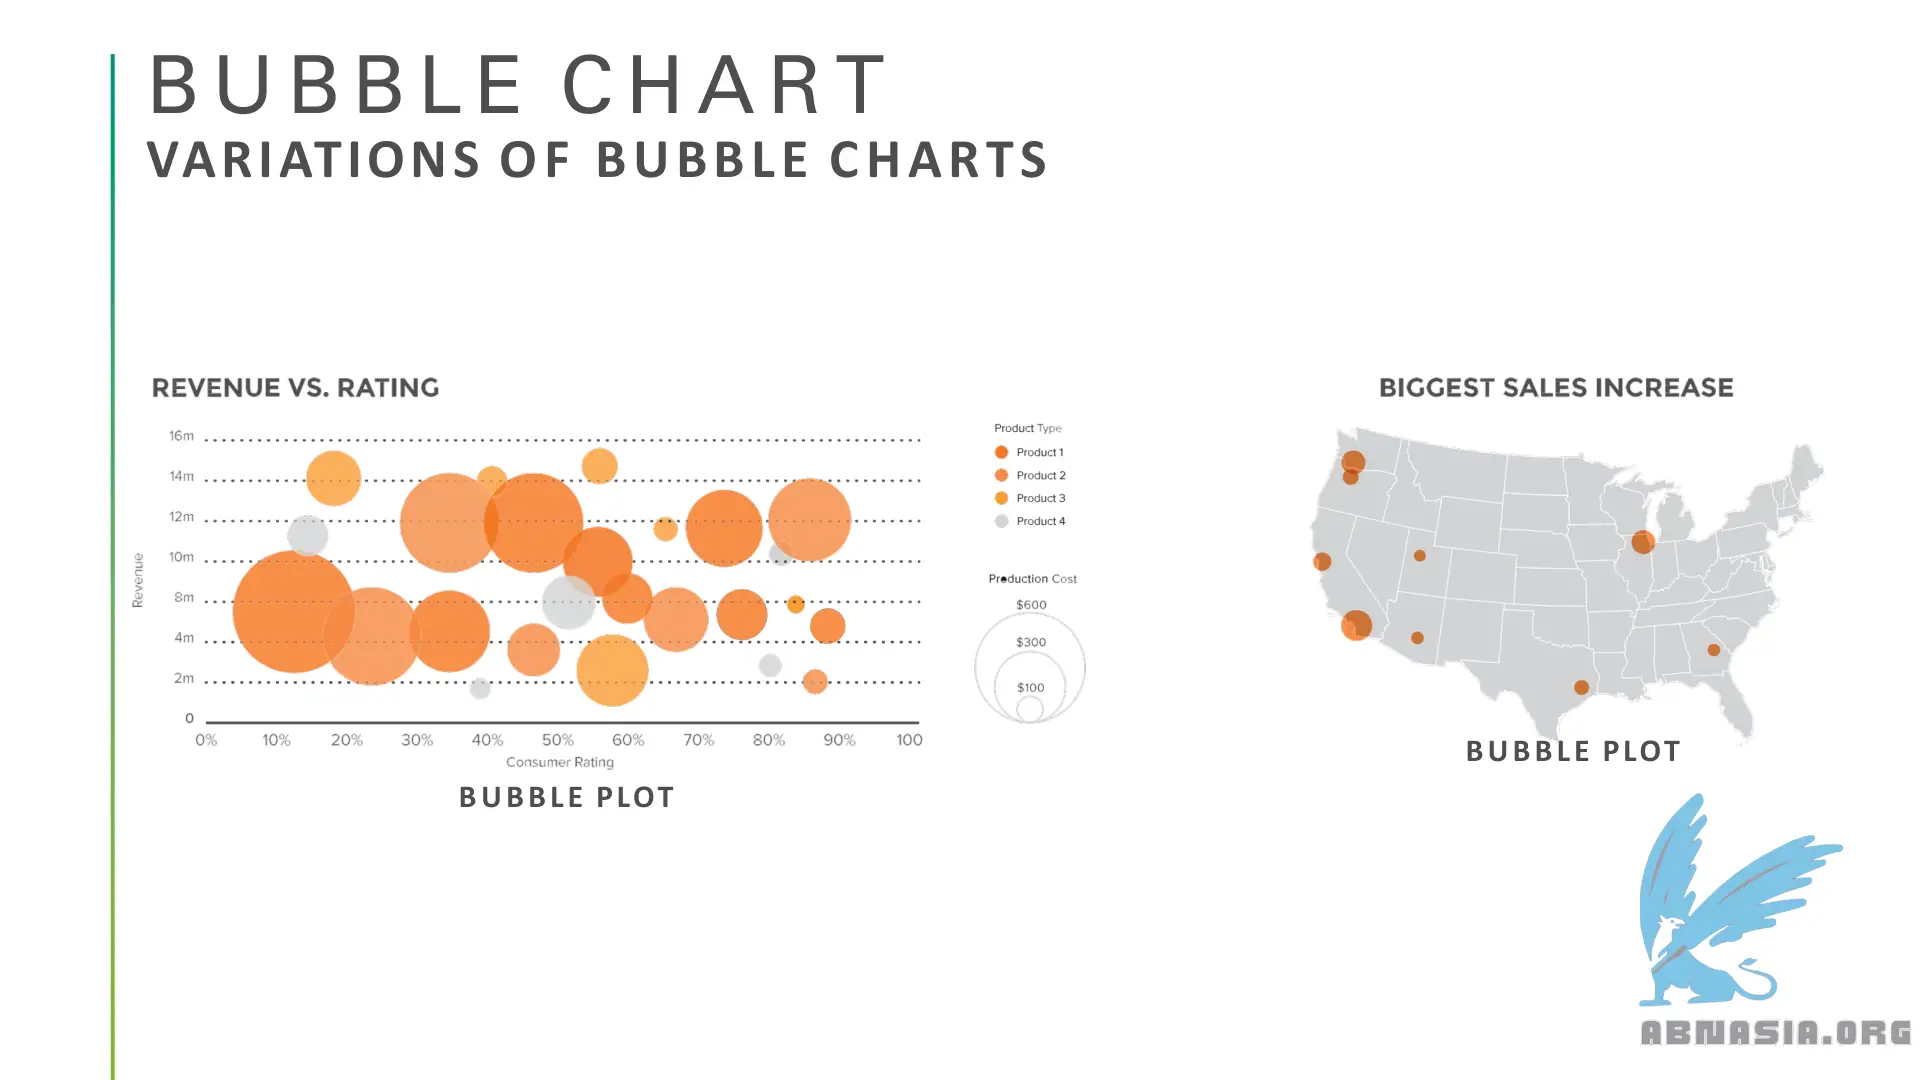 BUBBLE CHART
VARIATIONS OF BUBBLE CHARTS
REVENUE VS. RATING
16m
14m
12m
10m
8m
4m
2m
0
Revenue
0% 10% 20% 30% 40% 50% 60% 70% 80% 90% 100
Consumer Rating
BUBBLE PLOT
Product Type
Product 1
Product 2
Product 3
Product 4
Production Cost
$600
$300
$100
BIGGEST SALES INCREASE
BUBBLE PLOT
ABNASIA.ORG